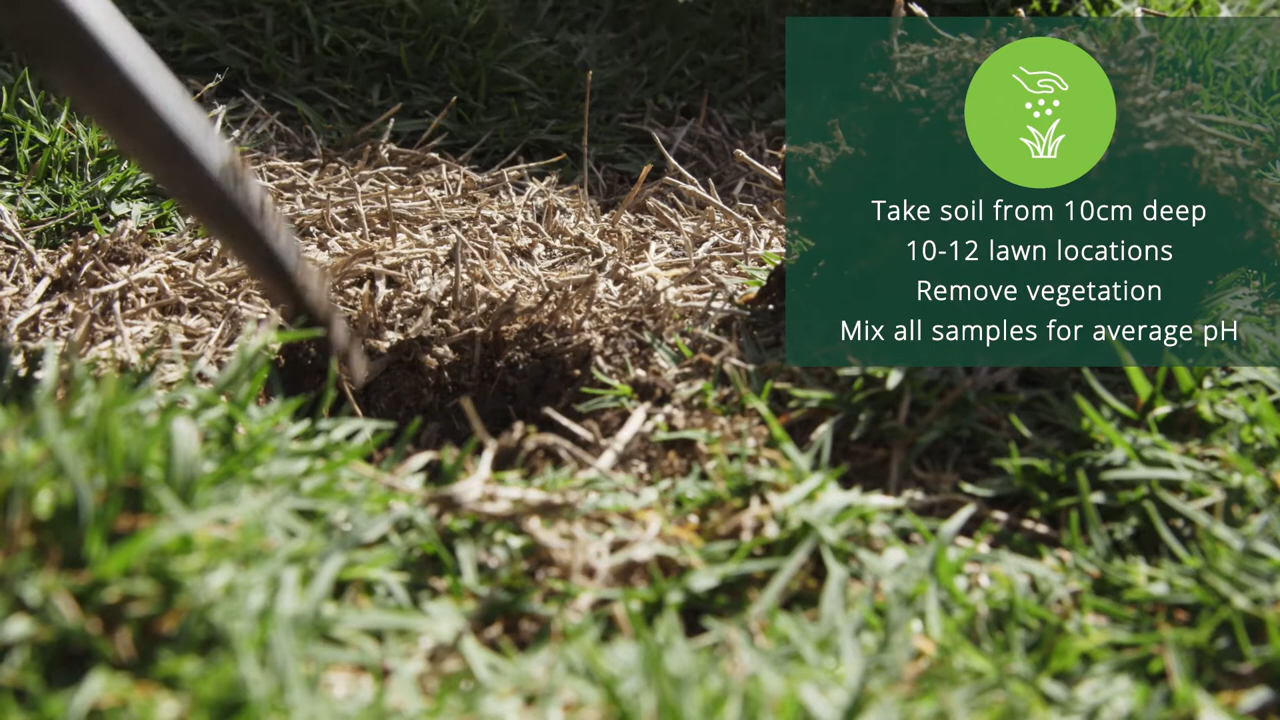 Take soil from 10cm deep
10-12 lawn locations
Remove vegetation
Mix all samples for average pH